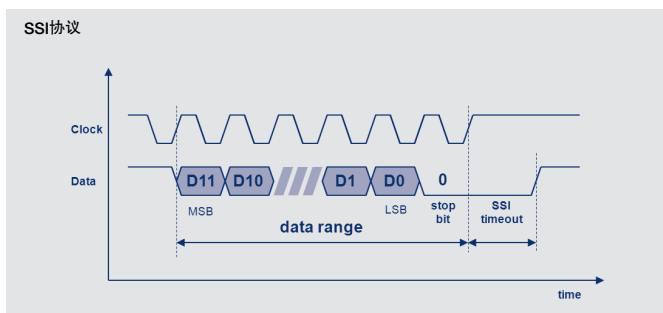 SSI协议
Clock
Data
D11 D10 D1 D0 0
MSB
LSB
stop
bit
SSI
timeout
data range
time